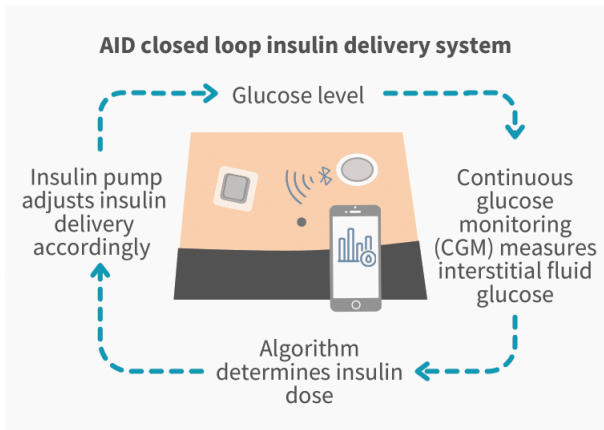 AID closed loop insulin delivery system
Glucose level
Continuous
glucose
monitoring
(CGM) measures
interstitial fluid
glucose
Algorithm
determines insulin
dose
Insulin pump
adjusts insulin
delivery
accordingly